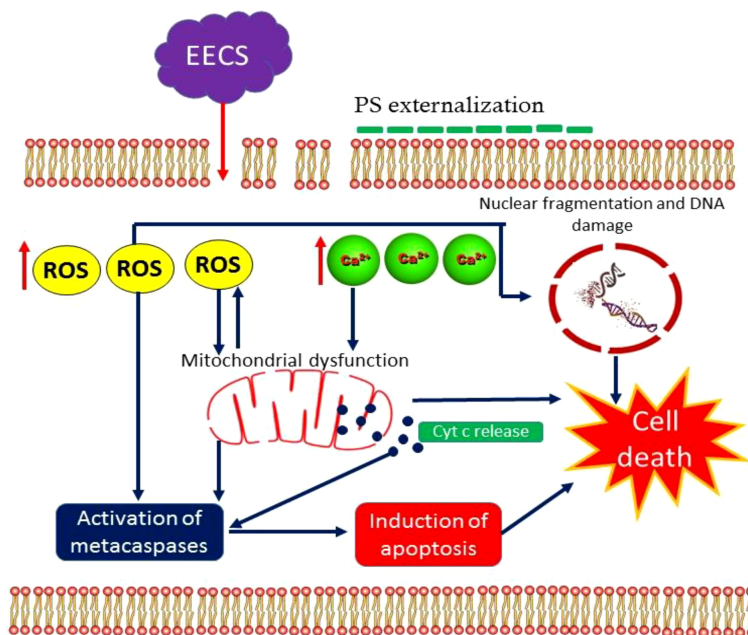 EECS
PS externalization
Nuclear fragmentation and DNA
damage
ROS
ROS
ROS
Ca²⁺
Ca²⁺
Ca²⁺
Mitochondrial dysfunction
Cyt c release
Cell
death
Activation of
metacaspases
Induction of
apoptosis